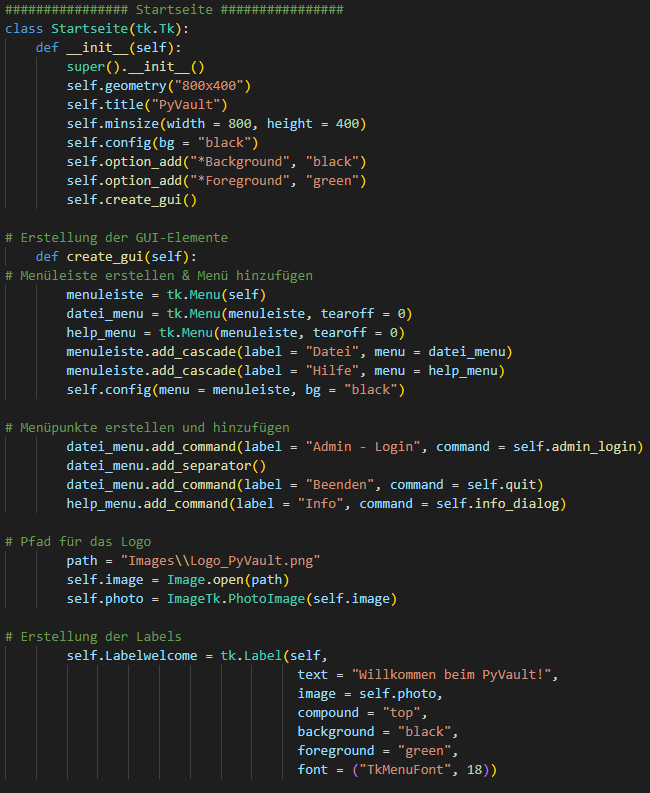 ################ Startseite ################
class Startseite(tk.Tk):
    def __init__(self):
        super().__init__()
        self.geometry("800x400")
        self.title("PyVault")
        self.minsize(width = 800, height = 400)
        self.config(bg = "black")
        self.option_add("*Background", "black")
        self.option_add("*Foreground", "green")
        self.create_gui()

# Erstellung der GUI-Elemente
    def create_gui(self):
# Menüleiste erstellen & Menü hinzufügen
        menuleiste = tk.Menu(self)
        datei_menu = tk.Menu(menuleiste, tearoff = 0)
        help_menu = tk.Menu(menuleiste, tearoff = 0)
        menuleiste.add_cascade(label = "Datei", menu = datei_menu)
        menuleiste.add_cascade(label = "Hilfe", menu = help_menu)
        self.config(menu = menuleiste, bg = "black")

# Menüpunkte erstellen und hinzufügen
        datei_menu.add_command(label = "Admin - Login", command = self.admin_login)
        datei_menu.add_separator()
        datei_menu.add_command(label = "Beenden", command = self.quit)
        help_menu.add_command(label = "Info", command = self.info_dialog)

# Pfad für das Logo
        path = "Images\\Logo_PyVault.png"
        self.image = Image.open(path)
        self.photo = ImageTk.PhotoImage(self.image)

# Erstellung der Labels
        self.Labelwelcome = tk.Label(self,
                                      text = "Willkommen beim PyVault!",
                                      image = self.photo,
                                      compound = "top",
                                      background = "black",
                                      foreground = "green",
                                      font = ("TkMenuFont", 18))